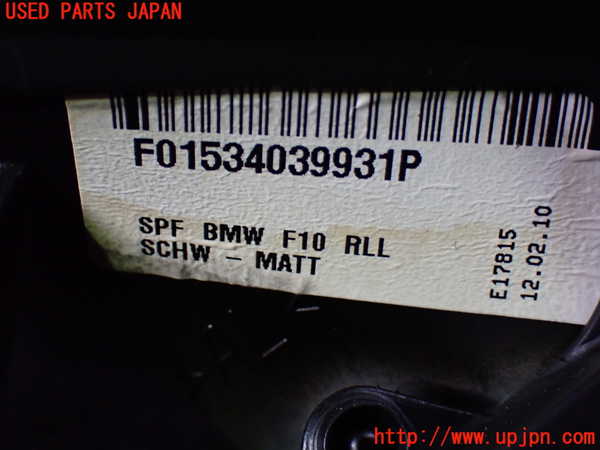 USED PARTS JAPAN
F01534039931P
SPF BMW F10 RLL
SCHW - MATT
E17815
12.02.10
http://www.upjpn.com/